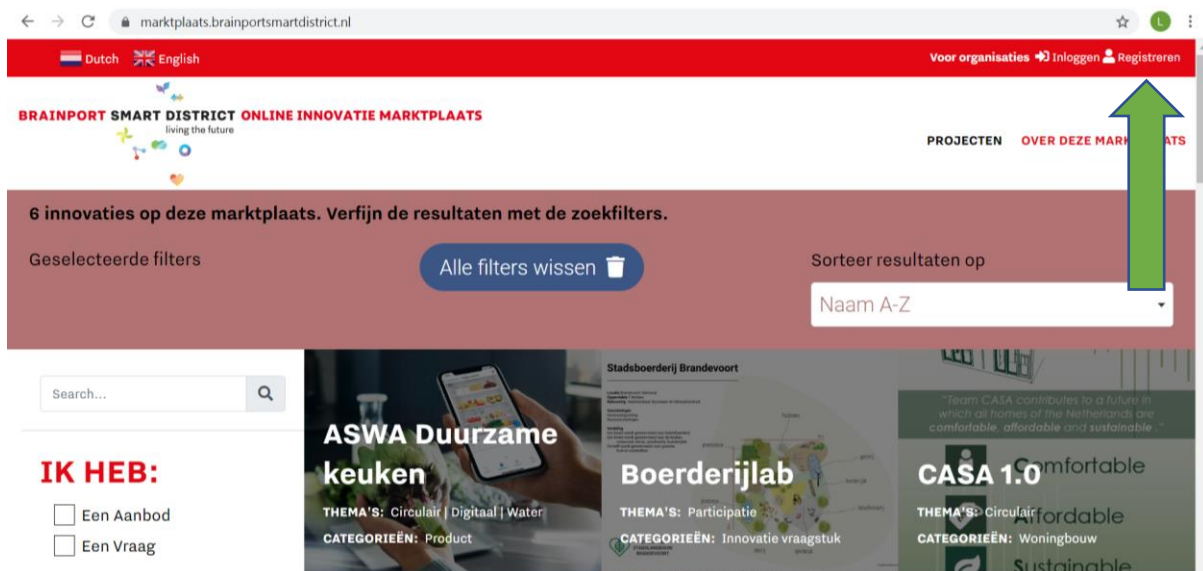 marktplaats.brainportsmartdistrict.nl
L
Dutch English
Voor organisaties Inloggen Registreren
BRAINPORT SMART DISTRICT ONLINE INNOVATIE MARKTPLAATS
living the future
PROJECTEN OVER DEZE
6 innovaties op deze marktplaats. Verfijn de resultaten met de zoekfilters.
Geselecteerde filters
Alle filters wissen
Sorteer resultaten op
Naam A-Z
Search...
IK HEB:
Een Aanbod
Een Vraag
ASWA Duurzame
keuken
THEMA'S: Circulair | Digitaal | Water
CATEGORIEËN: Product
Stadsboerderij Brandevoort
Boerderijlab
THEMA'S: Participatie
CATEGORIEËN: Innovatie vraagstuk
"Team CASA contributes to a future in
which all homes of the Netherlands are
comfortable, affordable and sustainable."
Comfortable
CASA 1.0
Affordable
THEMA'S: Circulair
CATEGORIEËN: Woningbouw
Sustainable